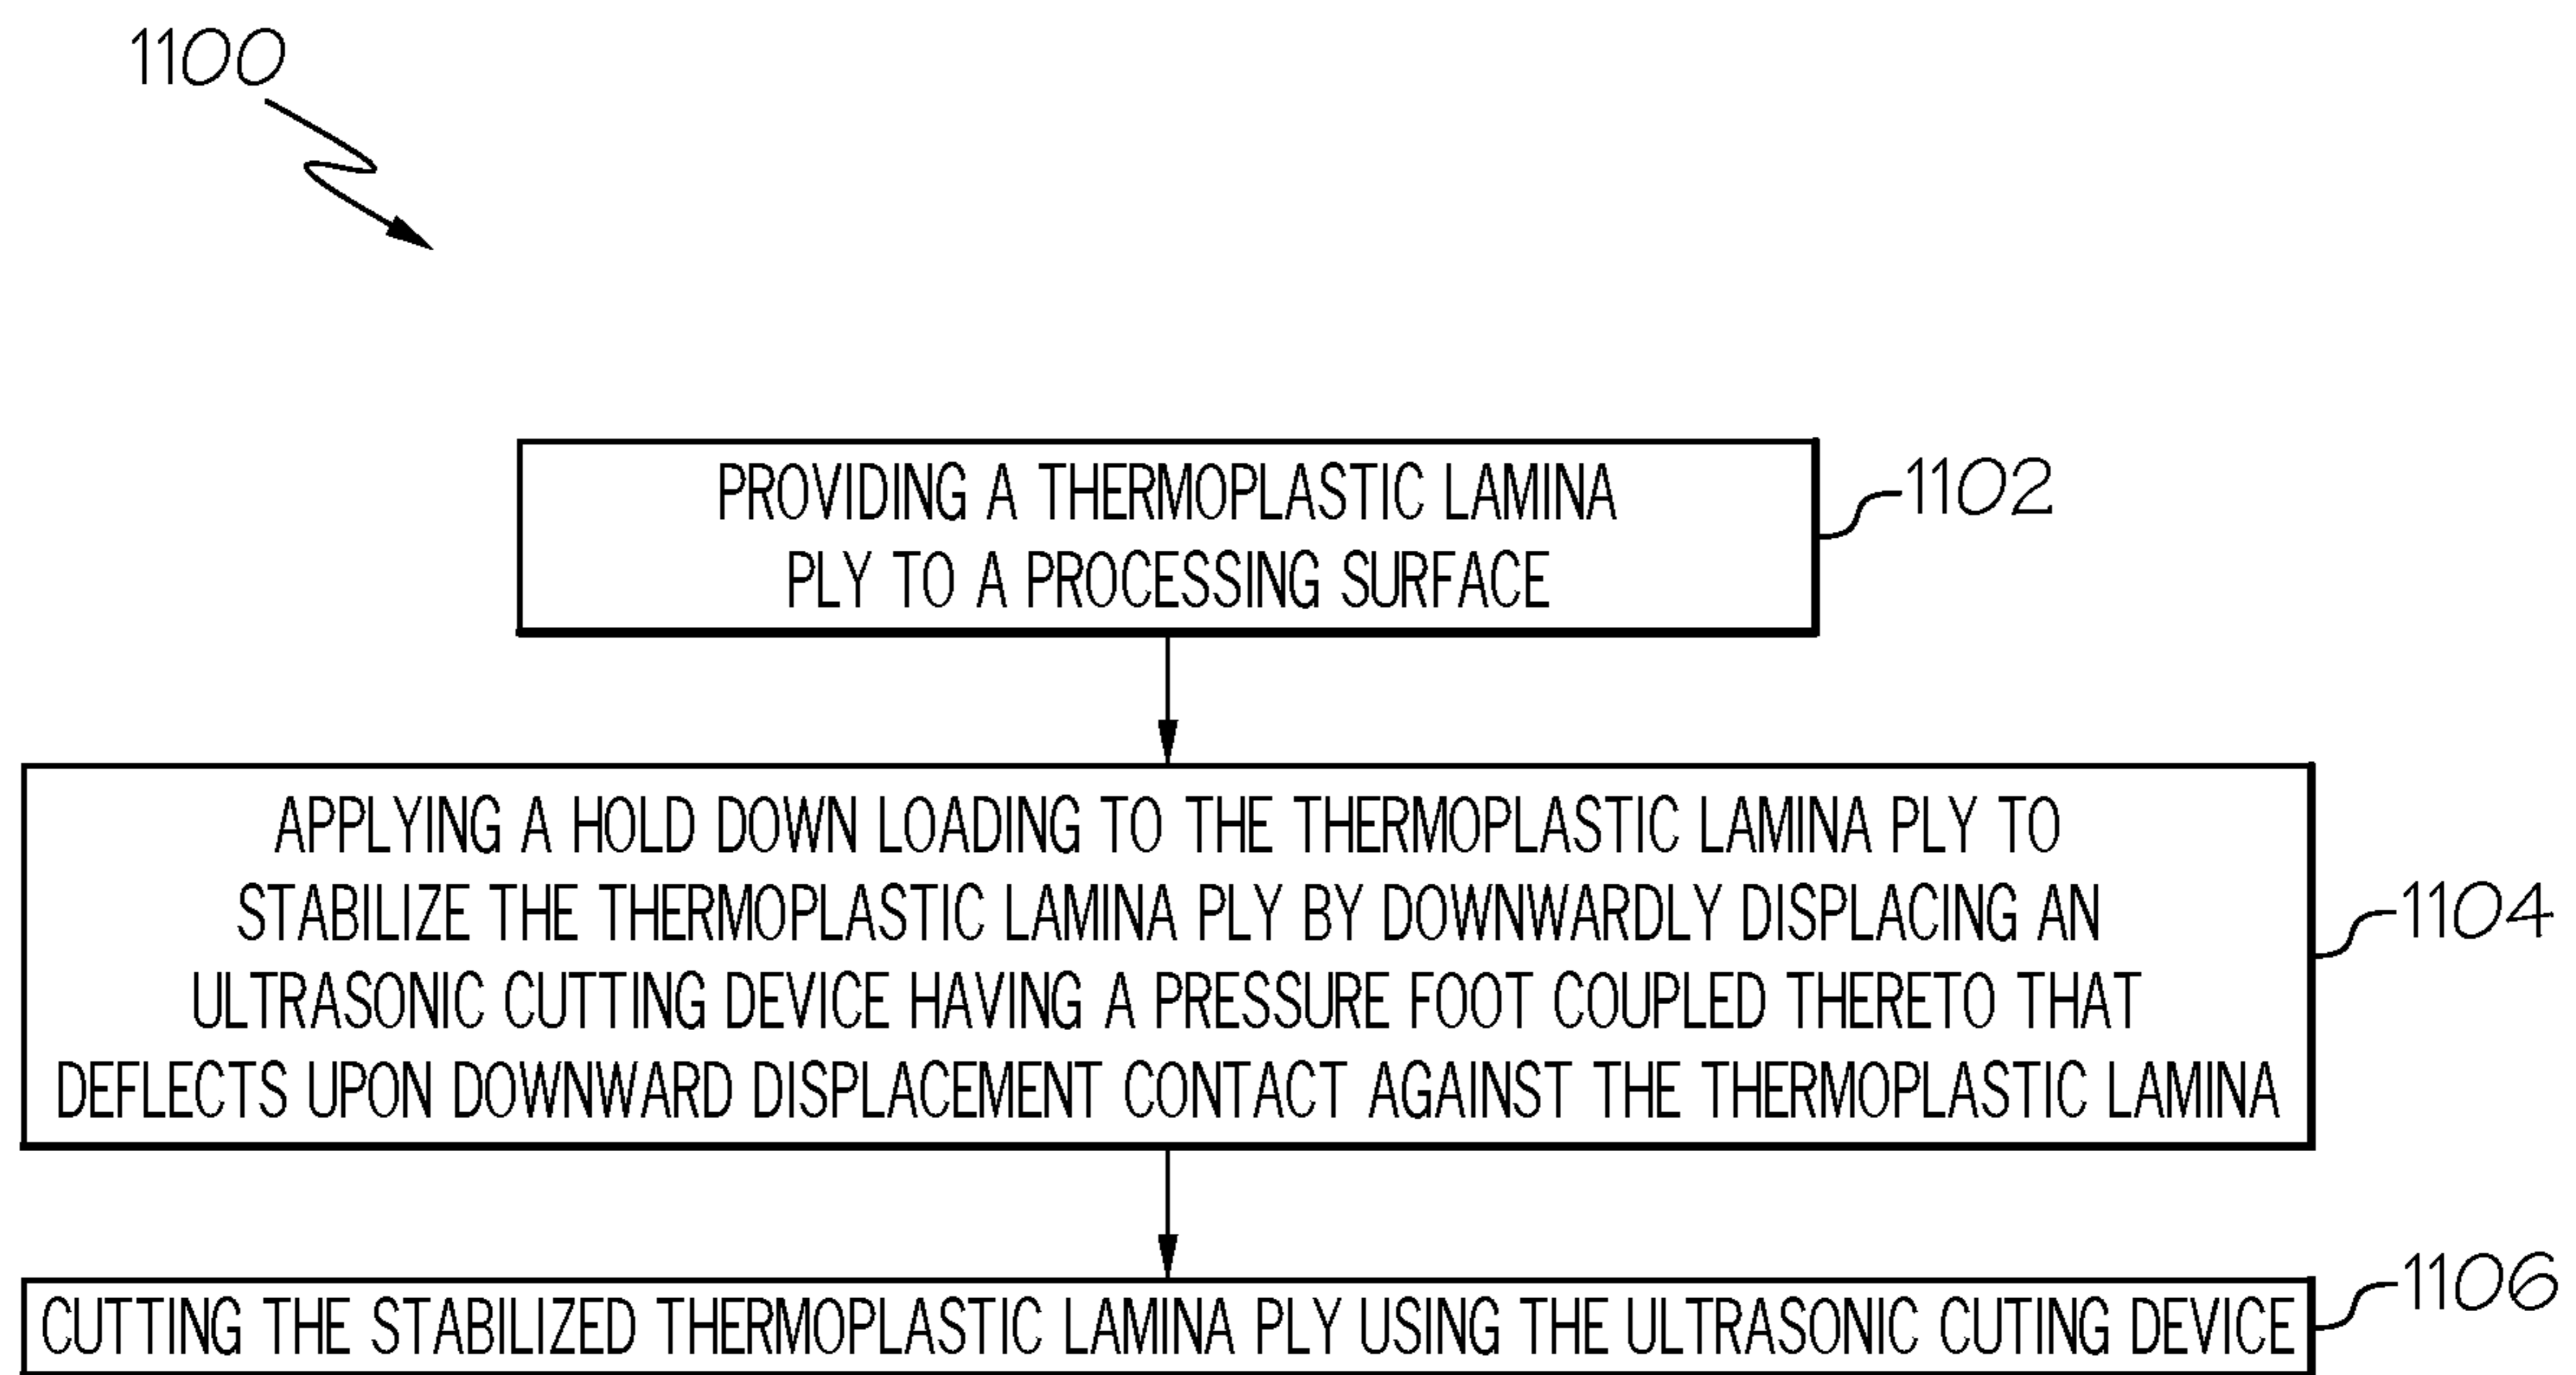 1100
PROVIDING A THERMOPLASTIC LAMINA
PLY TO A PROCESSING SURFACE
1102
APPLYING A HOLD DOWN LOADING TO THE THERMOPLASTIC LAMINA PLY TO
STABILIZE THE THERMOPLASTIC LAMINA PLY BY DOWNWARDLY DISPLACING AN
ULTRASONIC CUTTING DEVICE HAVING A PRESSURE FOOT COUPLED THERETO THAT
DEFLECTS UPON DOWNWARD DISPLACEMENT CONTACT AGAINST THE THERMOPLASTIC LAMINA
1104
CUTTING THE STABILIZED THERMOPLASTIC LAMINA PLY USING THE ULTRASONIC CUTING DEVICE
1106